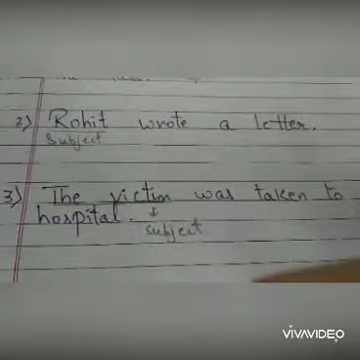 2) Rohit wrote a letter.
Subject
3) The victim was taken to
hospital.
subject
VIVAVIDEO